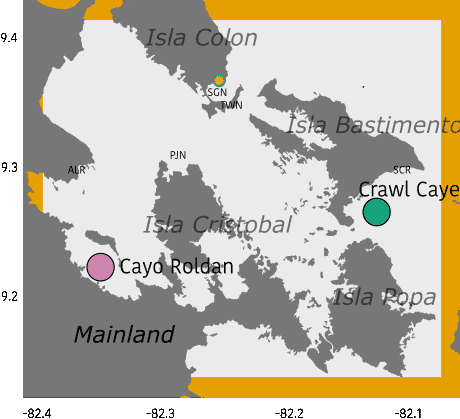 9.4
Isla Colon
SGN
TWN
Isla Bastimento
PJN
9.3
ALR
SCR
Crawl Caye
Isla Cristobal
Cayo Roldan
9.2
Isla Popa
Mainland
-82.4
-82.3
-82.2
-82.1